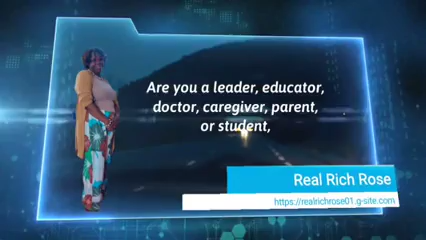 Are you a leader, educator,
doctor, caregiver, parent,
or student,
Real Rich Rose
https://realrichrose01.g-site.com